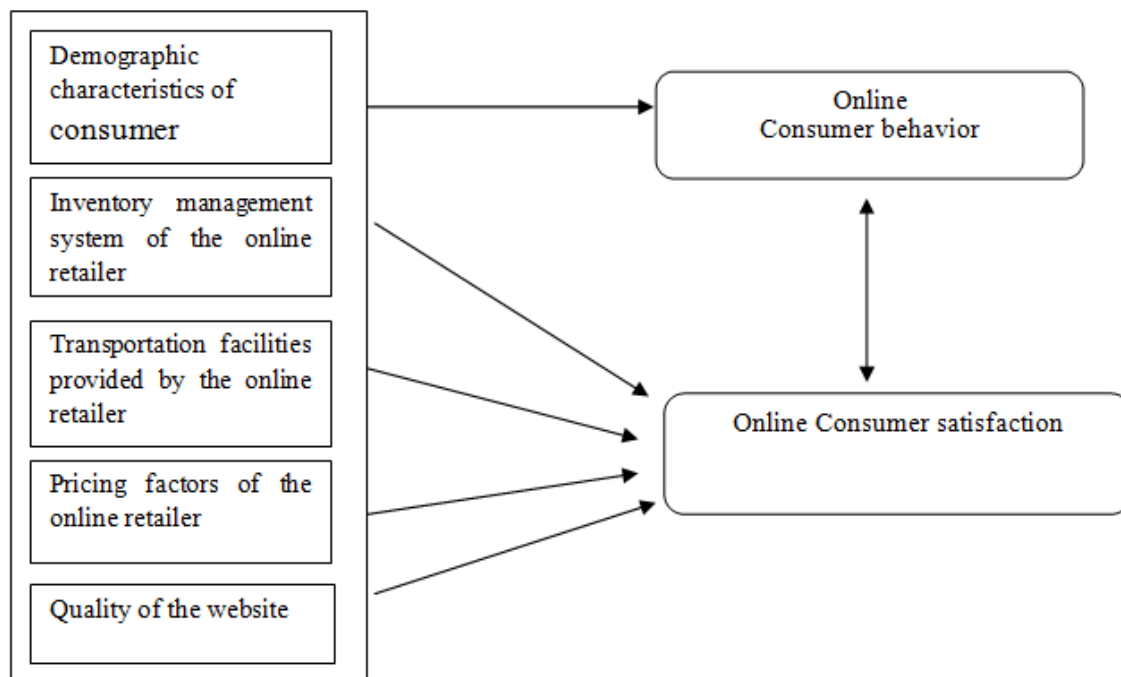 Demographic
characteristics of
consumer
Inventory management
system of the online
retailer
Transportation facilities
provided by the online
retailer
Pricing factors of the
online retailer
Quality of the website
Online
Consumer behavior
Online Consumer satisfaction